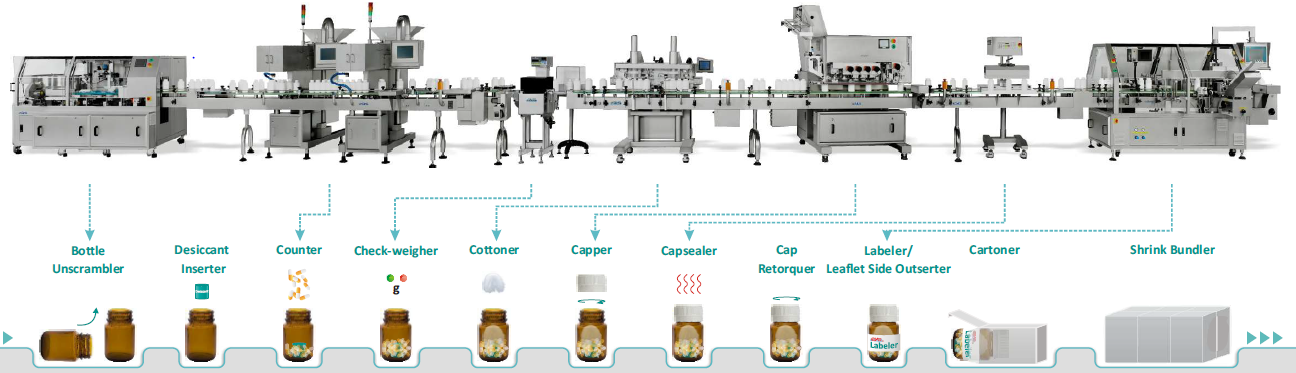 Bottle
Unscrambler
Desiccant
Inserter
Counter
Check-weigher
Cottoner
Capper
Capsealer
Cap
Retorquer
Labeler/
Leaflet Side Outserter
Cartoner
Shrink Bundler
g
Labeler
Labeler